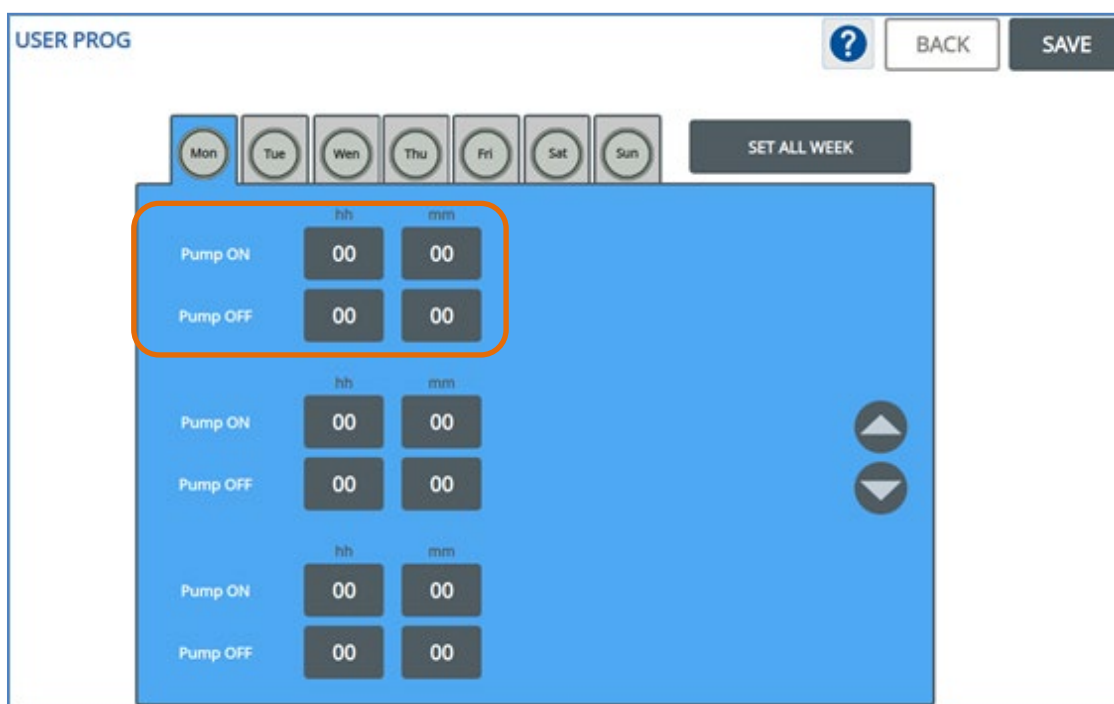 USER PROG ? BACK SAVE
Mon Tue Wen Thu Fri Sat Sun SET ALL WEEK
hh mm
Pump ON 00 00
Pump OFF 00 00
hh mm
Pump ON 00 00
Pump OFF 00 00
hh mm
Pump ON 00 00
Pump OFF 00 00